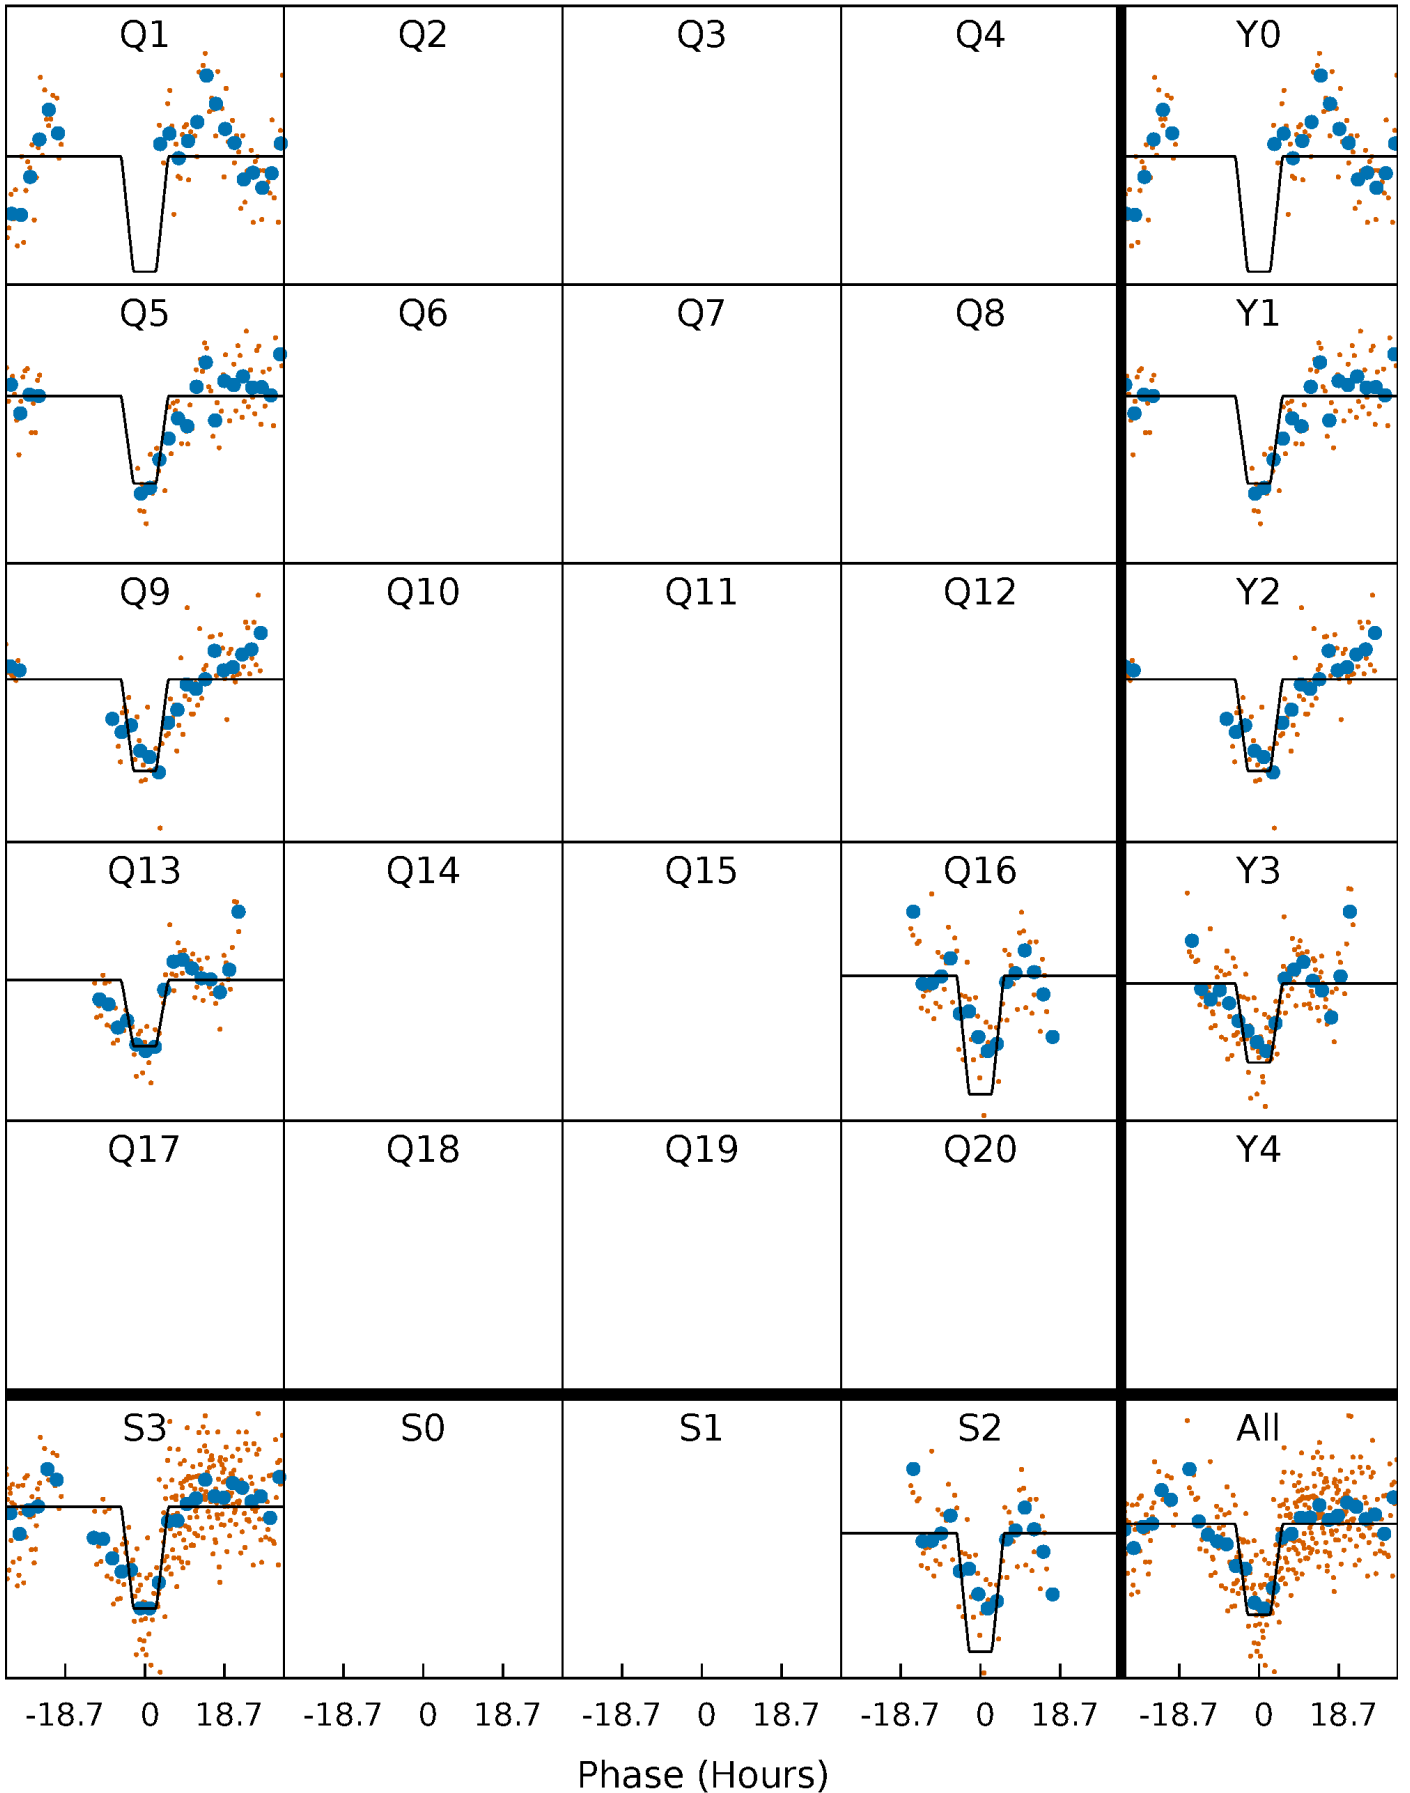 Q1 Q2 Q3 Q4 Y0
Q5 Q6 Q7 Q8 Y1
Q9 Q10 Q11 Q12 Y2
Q13 Q14 Q15 Q16 Y3
Q17 Q18 Q19 Q20 Y4
S3 S0 S1 S2 All
-18.7 0 18.7 -18.7 0 18.7 -18.7 0 18.7 -18.7 0 18.7 -18.7 0 18.7
Phase (Hours)